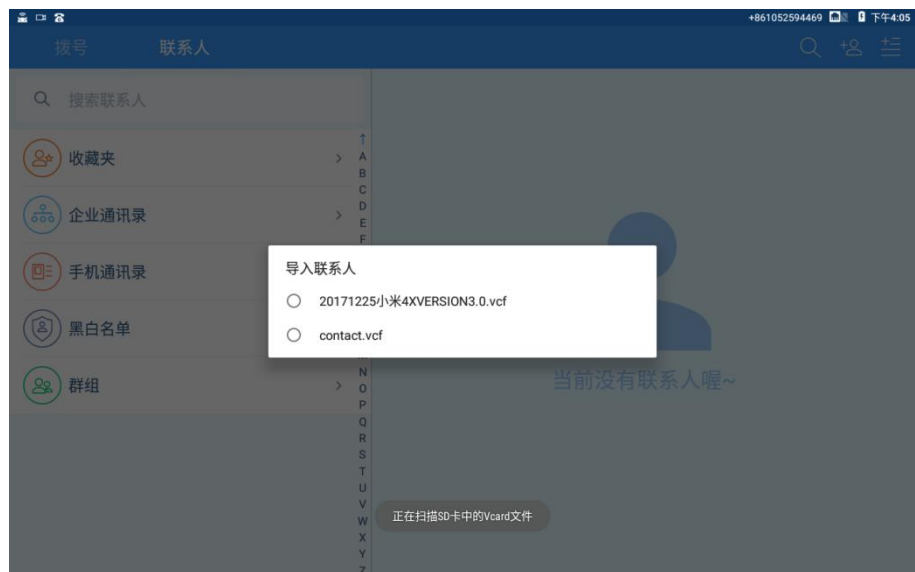 +861052594469 下午4:05
拨号 联系人
搜索联系人
收藏夹
企业通讯录
手机通讯录
黑白名单
群组
↑
A
B
C
D
E
F
N
O
P
Q
R
S
T
U
V
W
X
Y
Z
导入联系人
20171225小米4XVERSION3.0.vcf
contact.vcf
当前没有联系人喔~
正在扫描SD卡中的Vcard文件